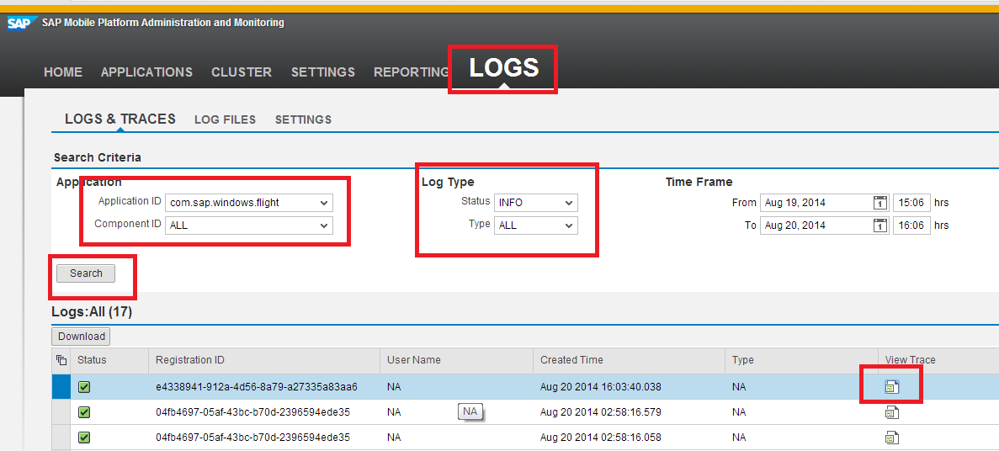 SAP SAP Mobile Platform Administration and Monitoring
HOME APPLICATIONS CLUSTER SETTINGS REPORTING LOGS
LOGS & TRACES LOG FILES SETTINGS
Search Criteria
Application Log Type Time Frame
Application ID com.sap.windows.flight Status INFO From Aug 19, 2014 1 15:06 hrs
Component ID ALL Type ALL To Aug 20, 2014 1 16:06 hrs
Search
Logs:All (17)
Download
Status Registration ID User Name Created Time Type View Trace
e4338941-912a-4d56-8a79-a27335a83aa6 NA Aug 20 2014 16:03:40.038 NA
04fb4697-05af-43bc-b70d-2396594ede35 NA NA Aug 20 2014 02:58:16.579 NA
04fb4697-05af-43bc-b70d-2396594ede35 NA Aug 20 2014 02:58:16.058 NA